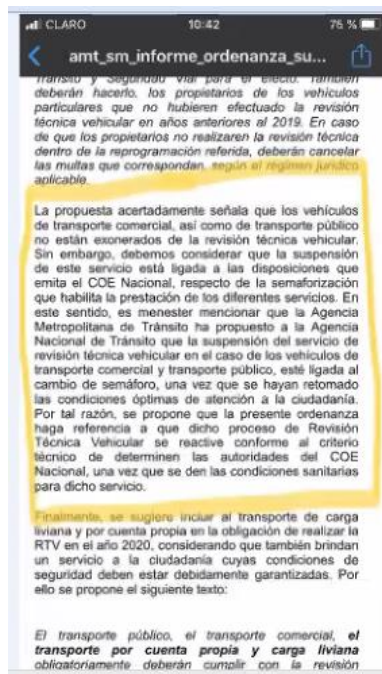 CLARO 10:42 75 %
amt_sm_informe_ordenanza_su...
Tránsito y Seguridad Vial para el efecto. También
deberán hacerlo, los propietarios de los vehículos
particulares que no hubieren efectuado la revisión
técnica vehicular en años anteriores al 2019. En caso
de que los propietarios no realizaren la revisión técnica
dentro de la reprogramación referida, deberán cancelar
las multas que correspondan, según el régimen jurídico
aplicable.
La propuesta acertadamente señala que los vehículos
de transporte comercial, así como de transporte público
no están exonerados de la revisión técnica vehicular.
Sin embargo, debemos considerar que la suspensión
de este servicio está ligada a las disposiciones que
emita el COE Nacional, respecto de la semaforización
que habilita la prestación de los diferentes servicios. En
este sentido, es menester mencionar que la Agencia
Metropolitana de Tránsito ha propuesto a la Agencia
Nacional de Tránsito que la suspensión del servicio de
revisión técnica vehicular en el caso de los vehículos de
transporte comercial y transporte público, esté ligada al
cambio de semáforo, una vez que se hayan retomado
las condiciones óptimas de atención a la ciudadanía.
Por tal razón, se propone que la presente ordenanza
haga referencia a que dicho proceso de Revisión
Técnica Vehicular se reactive conforme al criterio
técnico de determinen las autoridades del COE
Nacional, una vez que se den las condiciones sanitarias
para dicho servicio.
Finalmente, se sugiere incluir al transporte de carga
liviana y por cuenta propia en la obligación de realizar la
RTV en el año 2020, considerando que también brindan
un servicio a la ciudadanía cuyas condiciones de
seguridad deben estar debidamente garantizadas. Por
ello se propone el siguiente texto:
El transporte público, el transporte comercial, el
transporte por cuenta propia y carga liviana
obligatoriamente deberán cumplir con la revisión